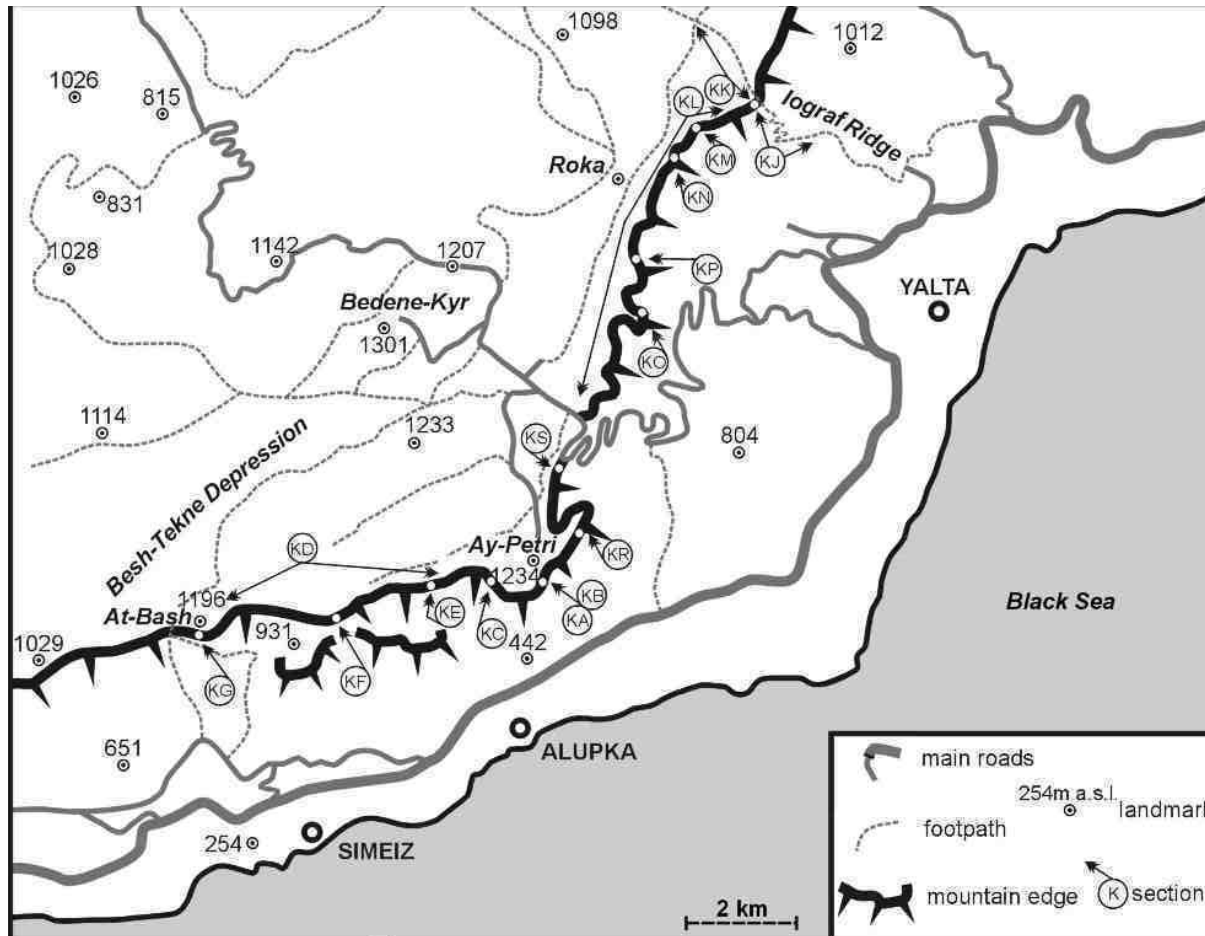 1098
1012
1026
815
KK
KL
Iograf Ridge
KM
KJ
Roka
KN
831
1142
1207
1028
KP
YALTA
Bedene-Kyr
1301
KO
1114
1233
KS
804
Besh-Tekne Depression
KD
Ay-Petri
KR
1234
KB
1196
At-Bash
KE
KC
KA
Black Sea
931
442
1029
KF
KG
ALUPKA
651
main roads
254m a.s.l.
landmark
footpath
254
SIMEIZ
mountain edge
K
section
2 km